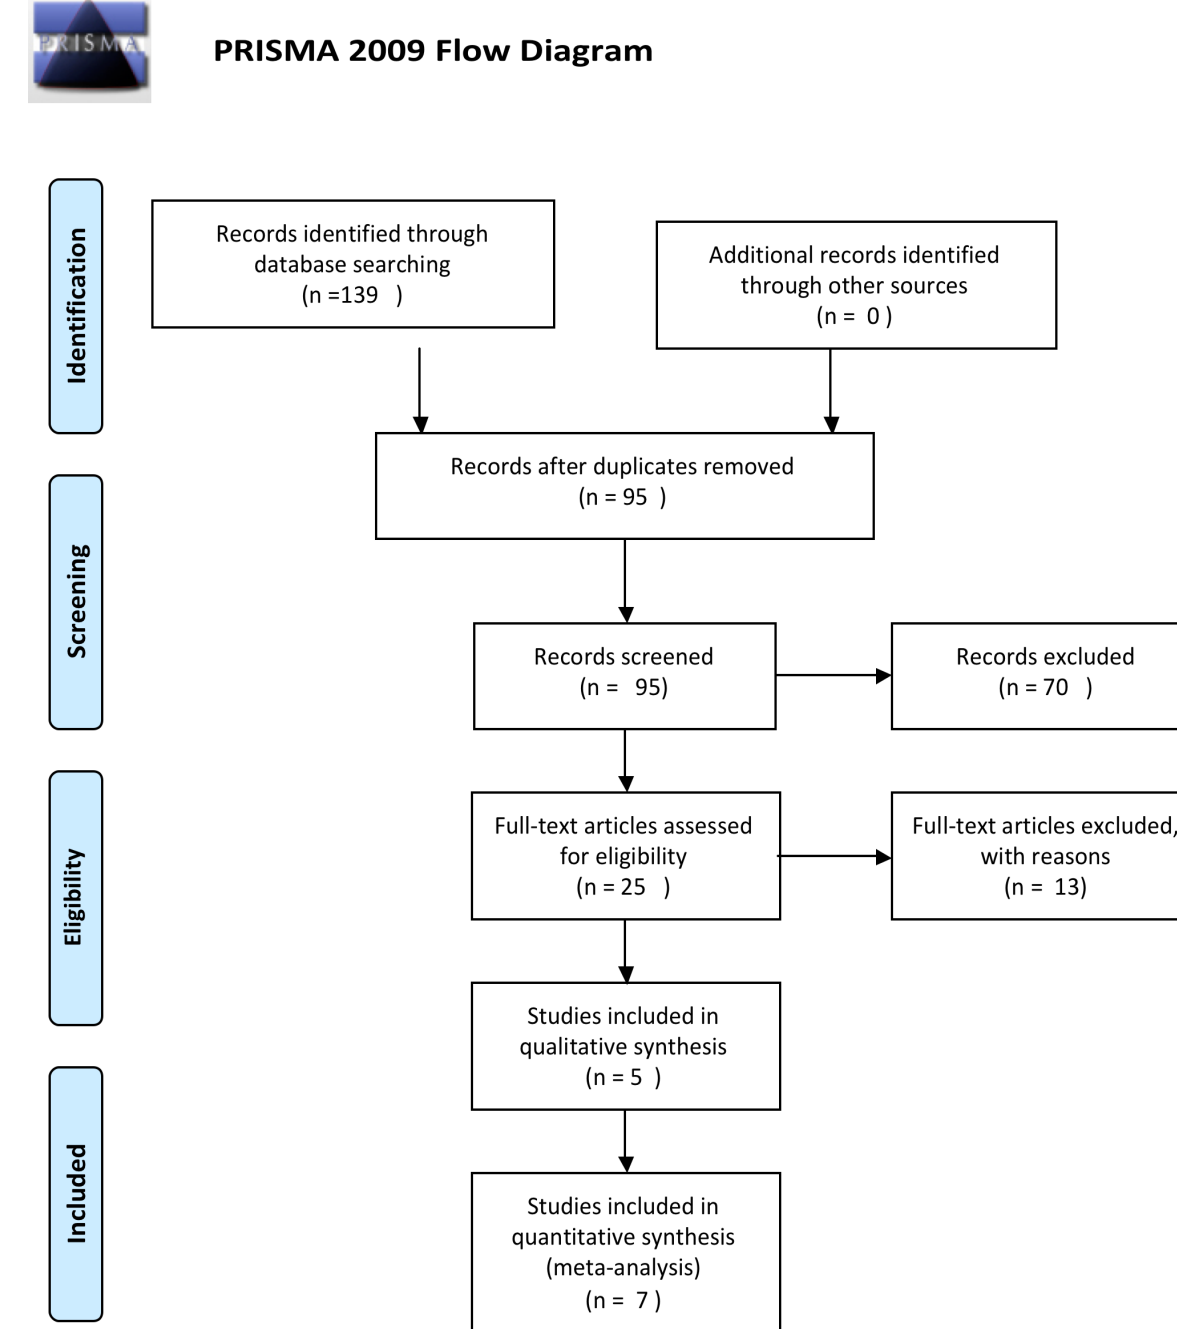 PRISMA
PRISMA 2009 Flow Diagram
Identification
Records identified through
database searching
(n =139   )
Additional records identified
through other sources
(n =  0 )
Records after duplicates removed
(n = 95  )
Screening
Records screened
(n =   95)
Records excluded
(n = 70   )
Eligibility
Full-text articles assessed
for eligibility
(n = 25   )
Full-text articles excluded,
with reasons
(n =  13)
Studies included in
qualitative synthesis
(n = 5  )
Included
Studies included in
quantitative synthesis
(meta-analysis)
(n =  7 )